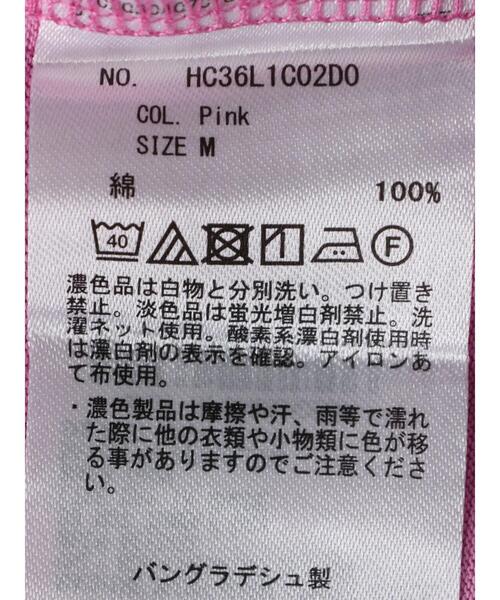 NO. HC36L1C02D0
COL. Pink
SIZE M
綿 100%
40 F
濃色品は白物と分別洗い。つけ置き
禁止。淡色品は蛍光増白剤禁止。洗
濯ネット使用。酸素系漂白剤使用時
は漂白剤の表示を確認。アイロンあ
て布使用。
・濃色製品は摩擦や汗、雨等で濡れ
た際に他の衣類や小物類に色が移
る事がありますのでご注意くださ
い。
バングラデシュ製